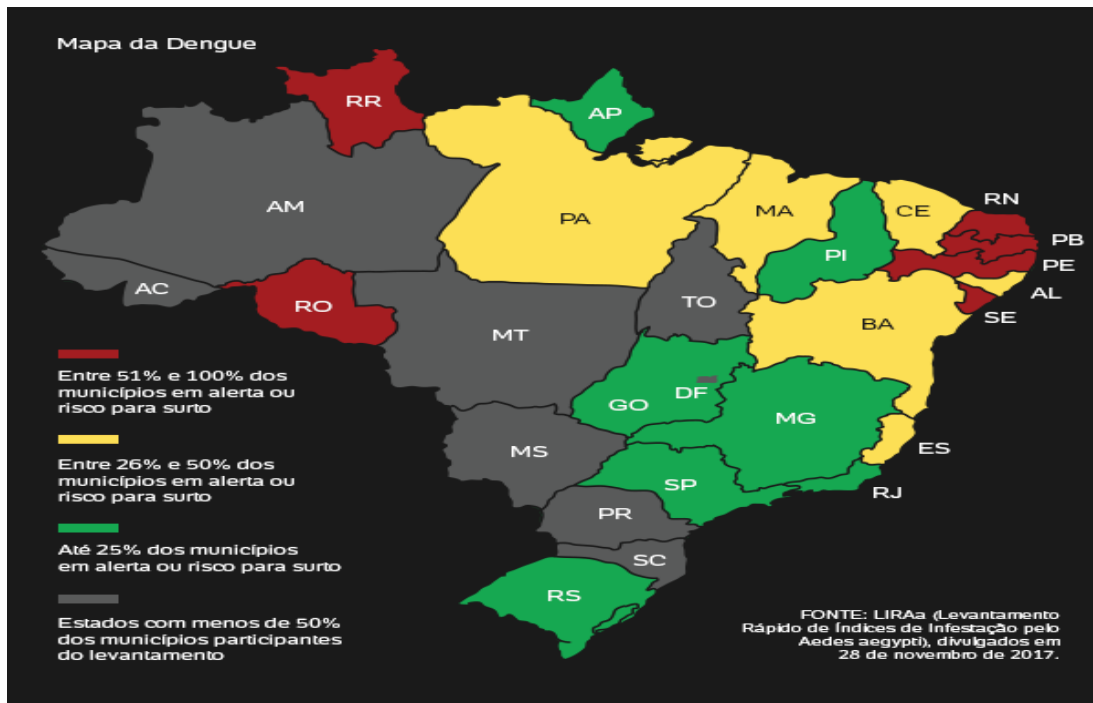 Mapa da Dengue
RR
AP
AM
PA
MA
CE
RN
PB
PE
AL
SE
PI
AC
RO
TO
BA
MT
DF
GO
MG
MS
ES
SP
RJ
PR
SC
RS
Entre 51% e 100% dos
municípios em alerta ou
risco para surto
Entre 26% e 50% dos
municípios em alerta ou
risco para surto
Até 25% dos municípios
em alerta ou risco para surto
Estados com menos de 50%
dos municípios participantes
do levantamento
FONTE: LIRAa (Levantamento
Rápido de Índices de Infestação pelo
Aedes aegypti), divulgados em
28 de novembro de 2017.